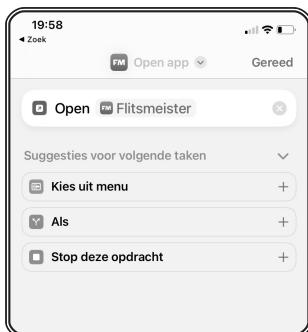 19:58
◀ Zoek
FM Open app
Gereed
Open FM Flitsmeister
Suggesties voor volgende taken
Kies uit menu
Als
Stop deze opdracht